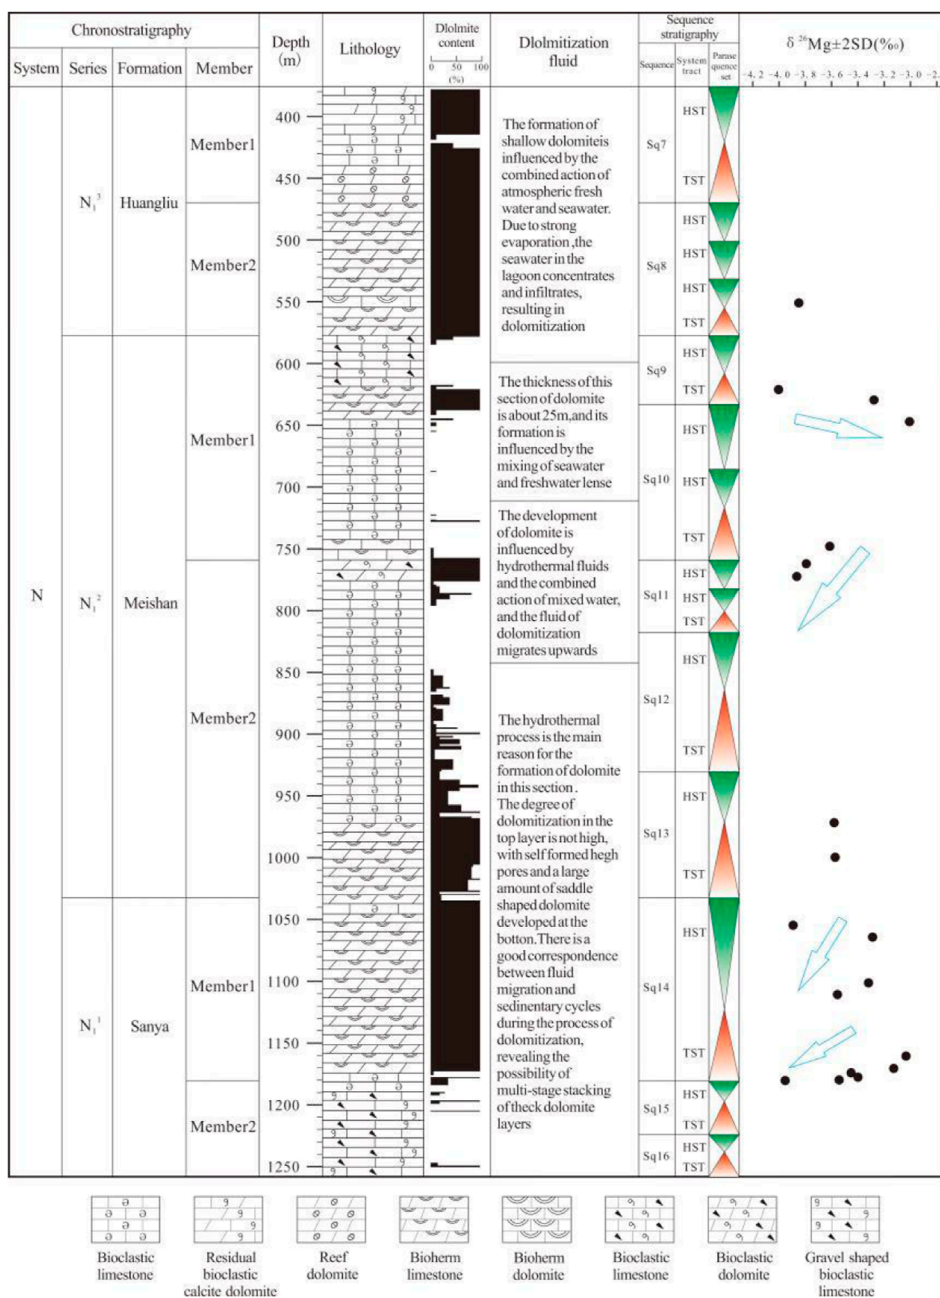 Chronostratigraphy
System
Series
Formation
Member
Depth
(m)
Lithology
Dlolmite
content
0
100
(%)
Dlolmitization
fluid
Sequence
stratigraphy
Sequence
System
tract
Parase
quence
set
δ ²⁶Mg±2SD(‰)
-4.2 -4.0 -3.8 -3.6 -3.4 -3.2 -3.0 -2.8
N
N₁³
Huangliu
Member1
Member2
N₁²
Meishan
Member1
Member2
N₁¹
Sanya
Member1
Member2
400
450
500
550
600
650
700
750
800
850
900
950
1000
1050
1100
1150
1200
1250
The formation of
shallow dolomiteis
influenced by the
combined action of
atmospheric fresh
water and seawater.
Due to strong
evaporation ,the
seawater in the
lagoon concentrates
and infiltrates,
resulting in
dolomitization
The thickness of this
section of dolomite
is about 25m,and its
formation is
influenced by the
mixing of seawater
and freshwater lense
The development
of dolomite is
influenced by
hydrothermal fluids
and the combined
action of mixed water,
and the fluid of
dolomitization
migrates upwards
The hydrothermal
process is the main
reason for the
formation of dolomite
in this section .
The degree of
dolomitization in the
top layer is not high,
with self formed hegh
pores and a large
amount of saddle
shaped dolomite
developed at the
botton.There is a
good correspondence
between fluid
migration and
sedimentary cycles
during the process of
dolomitization,
revealing the
possibility of
multi-stage stacking
of theck dolomite
layers
Sq7
HST
TST
Sq8
HST
HST
HST
TST
Sq9
HST
TST
Sq10
HST
HST
TST
Sq11
HST
HST
TST
Sq12
HST
TST
Sq13
HST
TST
Sq14
HST
TST
Sq15
HST
TST
Sq16
HST
TST
Bioclastic
limestone
Residual
bioclastic
calcite dolomite
Reef
dolomite
Bioherm
limestone
Bioherm
dolomite
Bioclastic
limestone
Bioclastic
dolomite
Gravel shaped
bioclastic
limestone